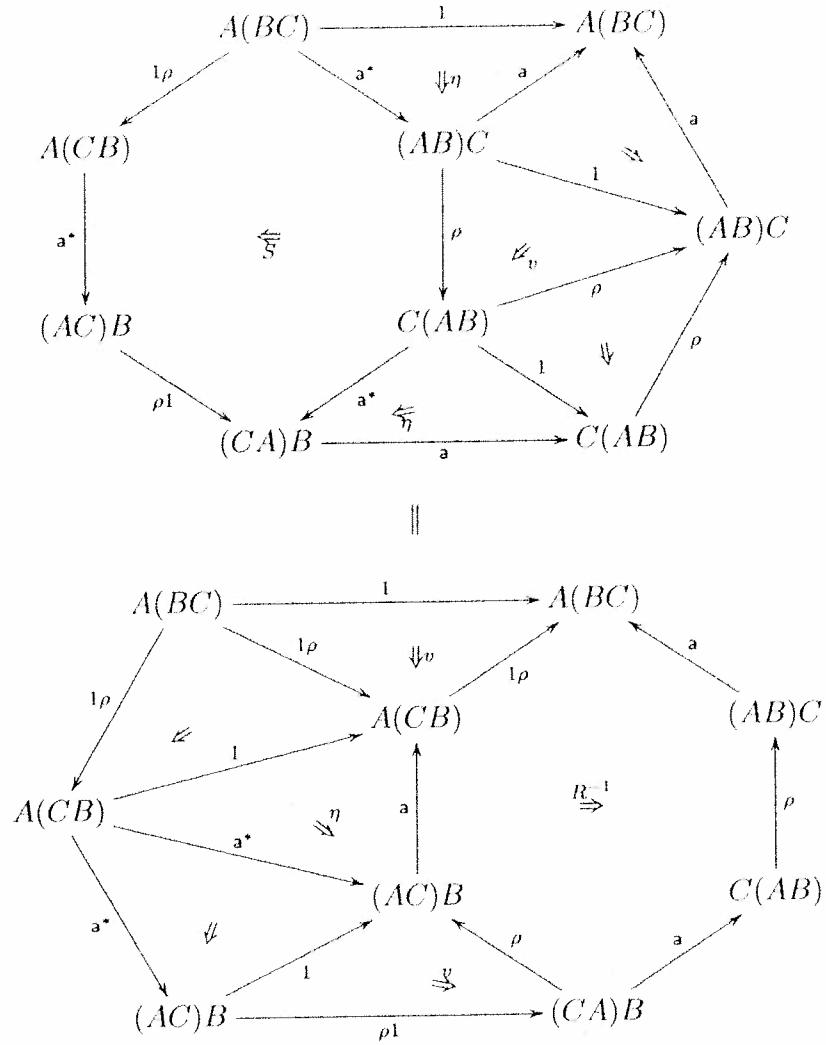 A(BC) 1 A(BC)
1ρ a* ⇓η a
A(CB) (AB)C a
1
a* S ρ υ (AB)C
ρ
(AC)B C(AB)
ρ1 a* 1 ρ
η
(CA)B a C(AB)
||
A(BC) 1 A(BC)
1ρ 1ρ ⇓υ 1ρ a
A(CB) (AB)C
1
A(CB) η a R⁻¹ ρ
a*
(AC)B C(AB)
a* 1 υ ρ a
(AC)B ρ1 (CA)B